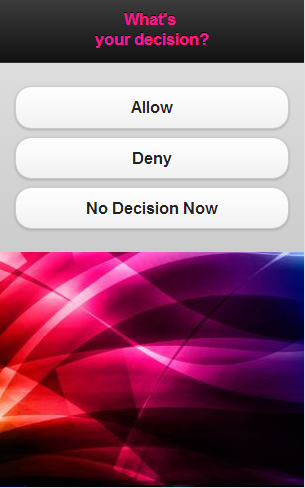 What's
your decision?
Allow
Deny
No Decision Now